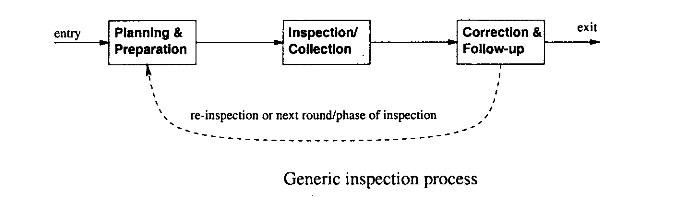 entry
Planning &
Preparation
Inspection/
Collection
Correction &
Follow-up
exit
re-inspection or next round/phase of inspection
Generic inspection process